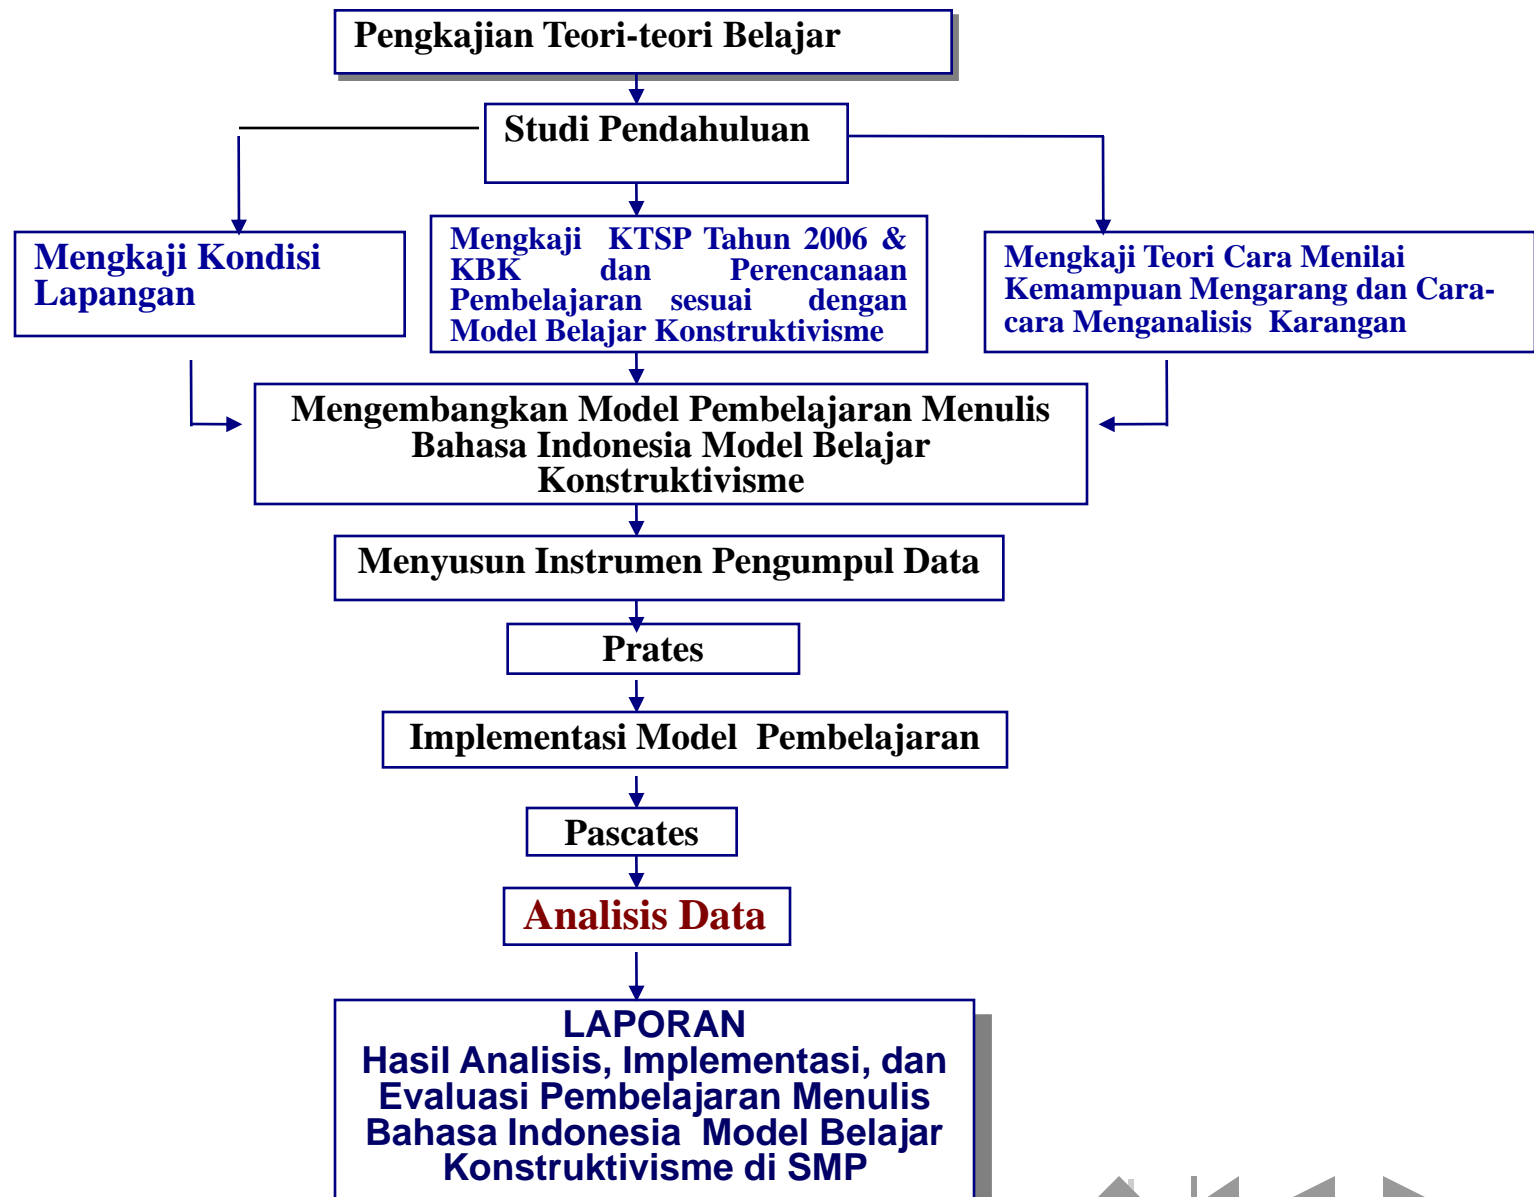 Pengkajian Teori-teori Belajar
Studi Pendahuluan
Mengkaji Kondisi
Lapangan
Mengkaji KTSP Tahun 2006 &
KBK dan Perencanaan
Pembelajaran sesuai dengan
Model Belajar Konstruktivisme
Mengkaji Teori Cara Menilai
Kemampuan Mengarang dan Cara-
cara Menganalisis Karangan
Mengembangkan Model Pembelajaran Menulis
Bahasa Indonesia Model Belajar
Konstruktivisme
Menyusun Instrumen Pengumpul Data
Prates
Implementasi Model Pembelajaran
Pascates
Analisis Data
LAPORAN
Hasil Analisis, Implementasi, dan
Evaluasi Pembelajaran Menulis
Bahasa Indonesia Model Belajar
Konstruktivisme di SMP